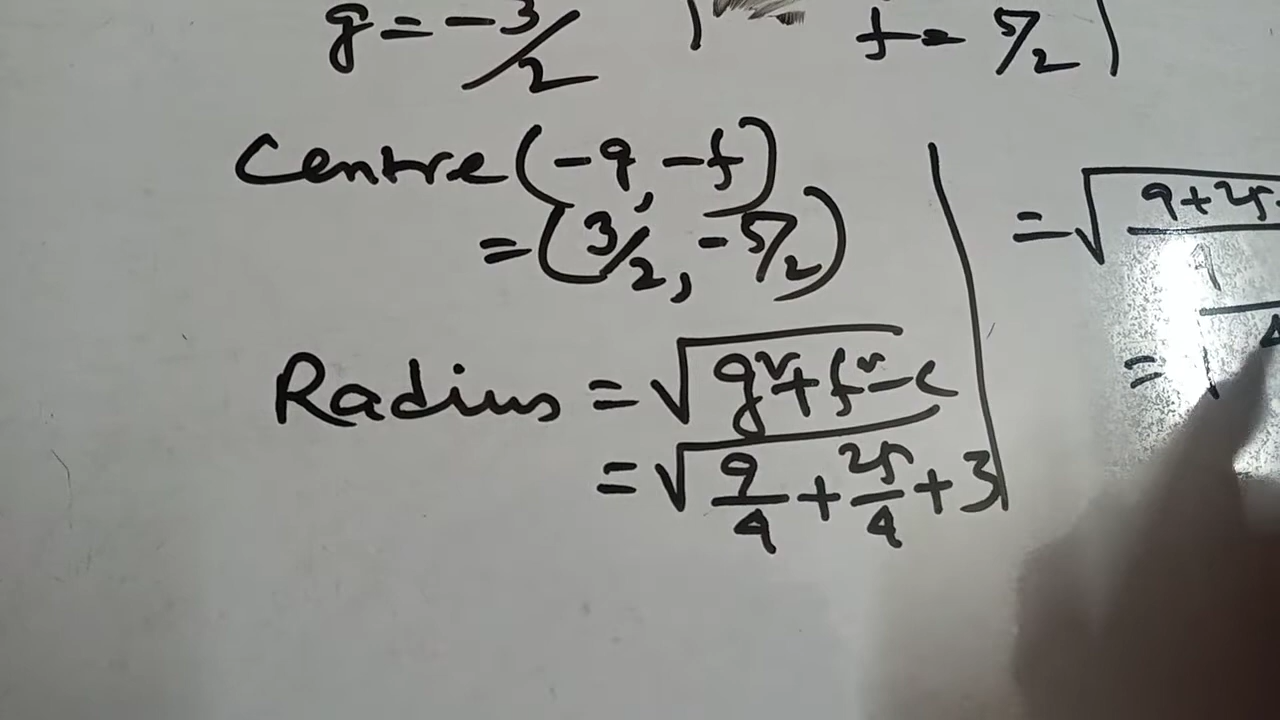 g = -3/2
f = 5/2
Centre (-g, -f)
= (3/2, -5/2)
Radius = √(g² + f² - c)
= √(9/4 + 25/4 + 3)
= √(9+25
= √